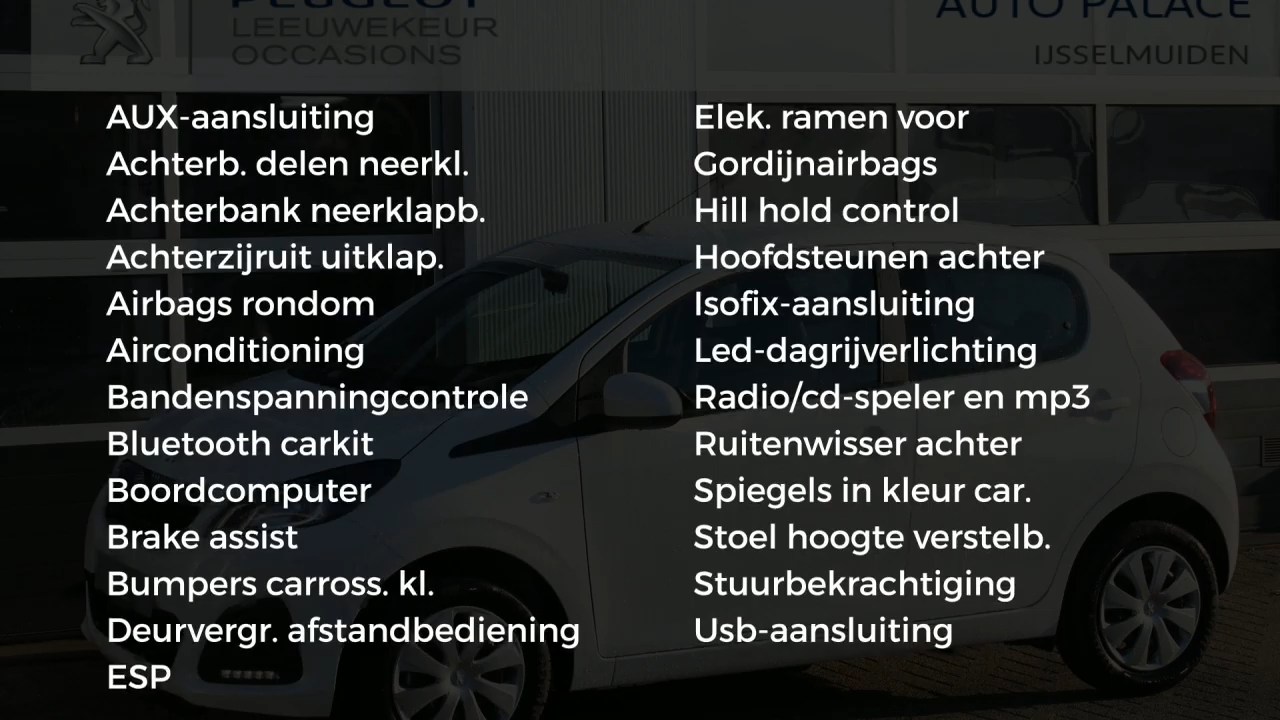 PEUGEOT
LEEUWEKEUR
OCCASIONS
AUTO PALACE
IJSSELMUIDEN
AUX-aansluiting
Achterb. delen neerkl.
Achterbank neerklapb.
Achterzijruit uitklap.
Airbags rondom
Airconditioning
Bandenspanningcontrole
Bluetooth carkit
Boordcomputer
Brake assist
Bumpers carross. kl.
Deurvergr. afstandbediening
ESP
Elek. ramen voor
Gordijnairbags
Hill hold control
Hoofdsteunen achter
Isofix-aansluiting
Led-dagrijverlichting
Radio/cd-speler en mp3
Ruitenwisser achter
Spiegels in kleur car.
Stoel hoogte verstelb.
Stuurbekrachtiging
Usb-aansluiting